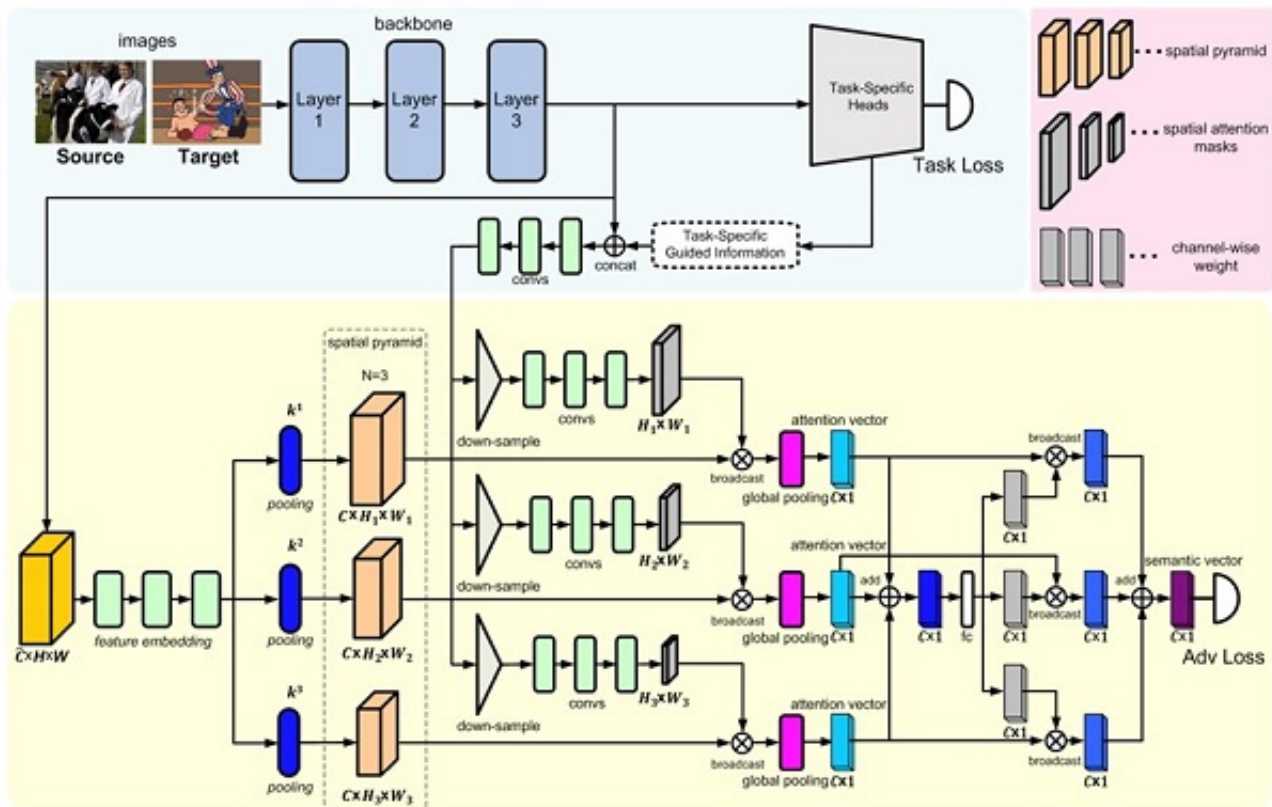 images
backbone
Source
Target
Layer
1
Layer
2
Layer
3
Task-Specific
Heads
Task Loss
Task-Specific
Guided Information
concat
convs
spatial pyramid
spatial attention
masks
channel-wise
weight
spatial pyramid
N=3
k¹
pooling
C×H₁×W₁
down-sample
convs
H₁×W₁
broadcast
attention vector
global pooling
C×1
broadcast
C×1
C×1
k²
pooling
C×H₂×W₂
down-sample
convs
H₂×W₂
broadcast
attention vector
global pooling
C×1
add
C×1
fc
C×1
broadcast
C×1
add
semantic vector
C×1
Adv Loss
C̃×H×W
feature embedding
k³
pooling
C×H₃×W₃
down-sample
convs
H₃×W₃
broadcast
attention vector
global pooling
C×1
C×1
broadcast
C×1